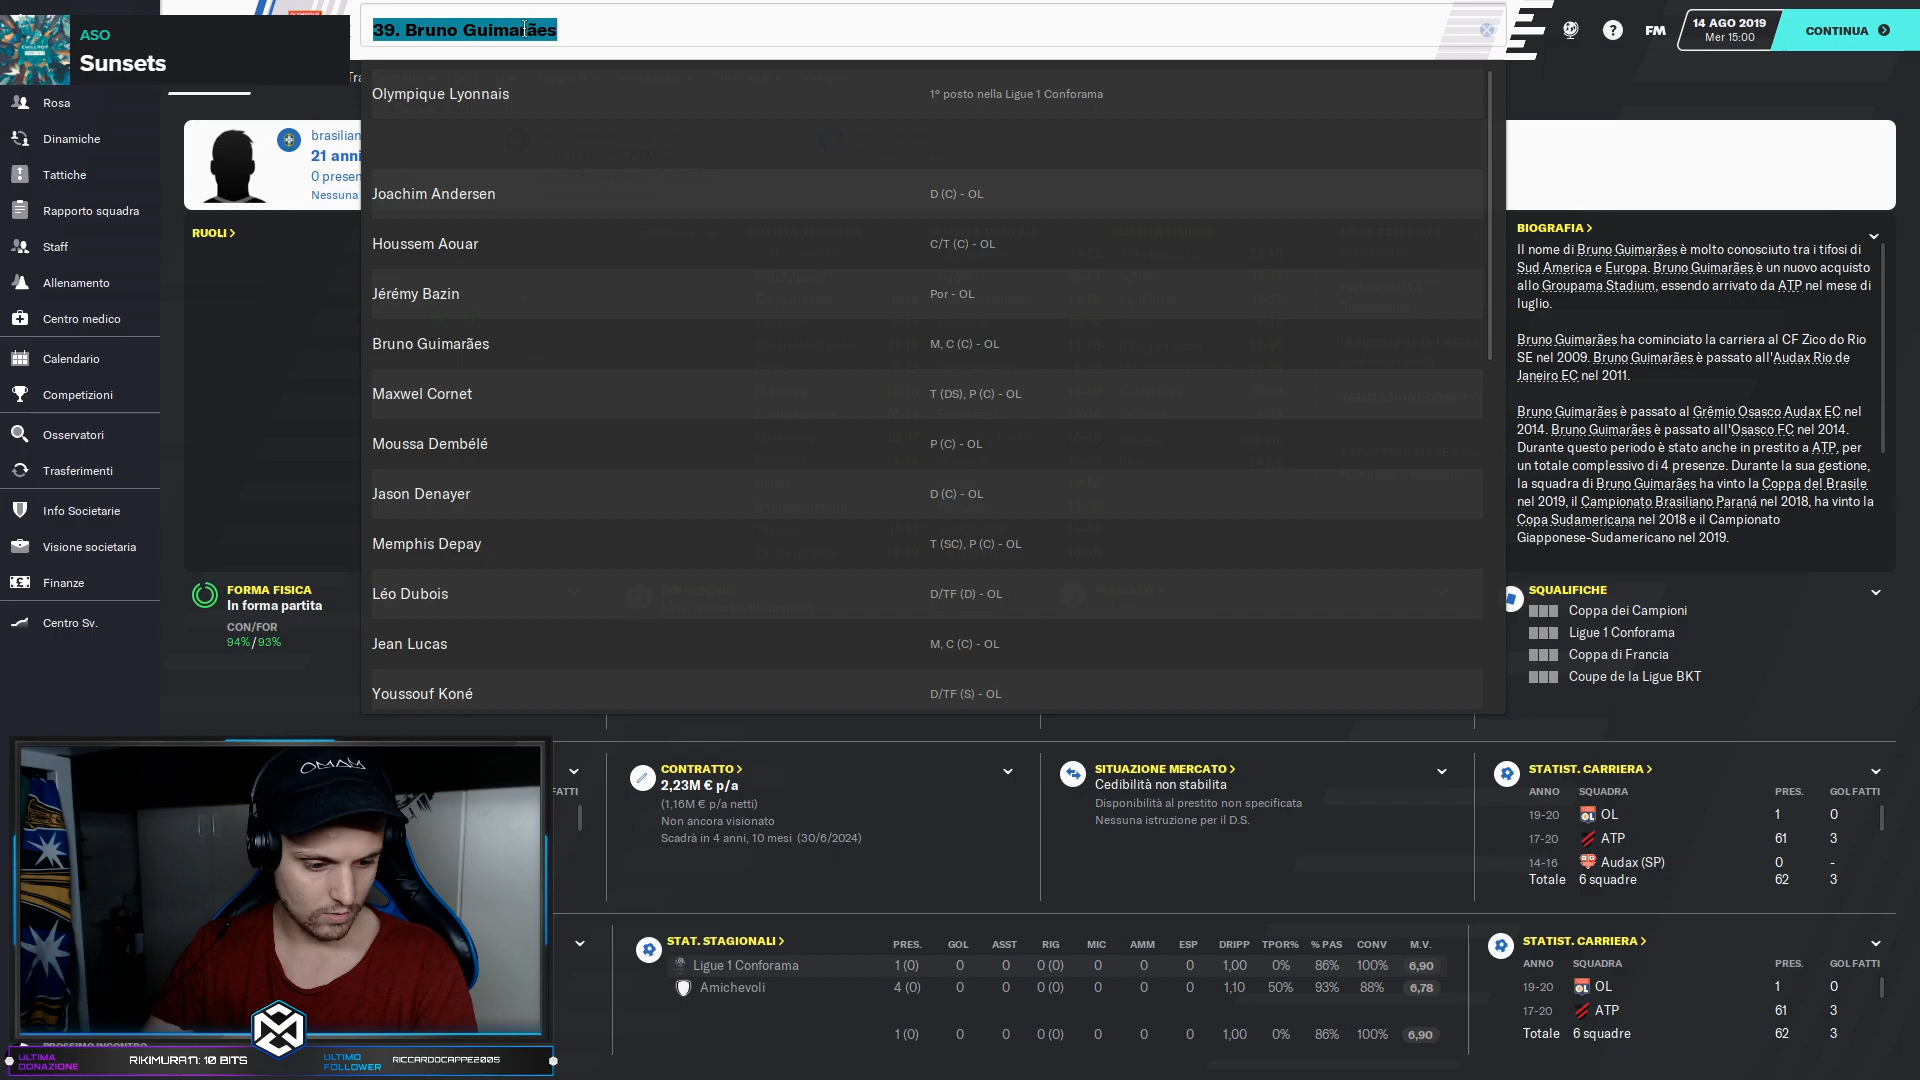 ASO
Sunsets
39. Bruno Guimarães
FM
14 AGO 2019
Mer 15:00
CONTINUA
Rosa
Dinamiche
Tattiche
Rapporto squadra
Staff
Allenamento
Centro medico
Calendario
Competizioni
Osservatori
Trasferimenti
Info Societarie
Visione societaria
Finanze
Centro Sv.
brasilian
21 anni
0 presen
Nessuna
RUOLI >
Olympique Lyonnais 1° posto nella Ligue 1 Conforama
Joachim Andersen D (C) - OL
Houssem Aouar C/T (C) - OL
Jérémy Bazin Por - OL
Bruno Guimarães M, C (C) - OL
Maxwel Cornet T (DS), P (C) - OL
Moussa Dembélé P (C) - OL
Jason Denayer D (C) - OL
Memphis Depay T (SC), P (C) - OL
Léo Dubois D/TF (D) - OL
Jean Lucas M, C (C) - OL
Youssouf Koné D/TF (S) - OL
BIOGRAFIA >
Il nome di Bruno Guimarães è molto conosciuto tra i tifosi di
Sud America e Europa. Bruno Guimarães è un nuovo acquisto
allo Groupama Stadium, essendo arrivato da ATP nel mese di
luglio.
Bruno Guimarães ha cominciato la carriera al CF Zico do Rio
SE nel 2009. Bruno Guimarães è passato all'Audax Rio de
Janeiro EC nel 2011.
Bruno Guimarães è passato al Grêmio Osasco Audax EC nel
2014. Bruno Guimarães è passato all'Osasco FC nel 2014.
Durante questo periodo è stato anche in prestito a ATP, per
un totale complessivo di 4 presenze. Durante la sua gestione,
la squadra di Bruno Guimarães ha vinto la Coppa del Brasile
nel 2019, il Campionato Brasiliano Paraná nel 2018, ha vinto la
Copa Sudamericana nel 2018 e il Campionato
Giapponese-Sudamericano nel 2019.
FORMA FISICA
In forma partita
CON/FOR
94% / 93%
SQUALIFICHE
Coppa dei Campioni
Ligue 1 Conforama
Coppa di Francia
Coupe de la Ligue BKT
FATTI
CONTRATTO >
2,23M € p/a
(1,16M € p/a netti)
Non ancora visionato
Scadrà in 4 anni, 10 mesi (30/6/2024)
SITUAZIONE MERCATO >
Cedibilità non stabilita
Disponibilità al prestito non specificata
Nessuna istruzione per il D.S.
STATIST. CARRIERA >
ANNO SQUADRA PRES. GOL FATTI
19-20 OL 1 0
17-20 ATP 61 3
14-16 Audax (SP) 0 -
Totale 6 squadre 62 3
STAT. STAGIONALI > PRES. GOL ASST RIG MIC AMM ESP DRIPP TPOR% % PAS CONV M.V.
Ligue 1 Conforama 1 (0) 0 0 0 (0) 0 0 0 1,00 0% 86% 100% 6,90
Amichevoli 4 (0) 0 0 0 (0) 0 0 0 1,10 50% 93% 88% 6,78
1 (0) 0 0 0 (0) 0 0 0 1,00 0% 86% 100% 6,90
STATIST. CARRIERA >
ANNO SQUADRA PRES. GOL FATTI
19-20 OL 1 0
17-20 ATP 61 3
Totale 6 squadre 62 3
OMAM
ULTIMA
DONAZIONE
RIKIMURA17: 10 BITS
ULTIMO
FOLLOWER
RICCARDOCAPPE2005